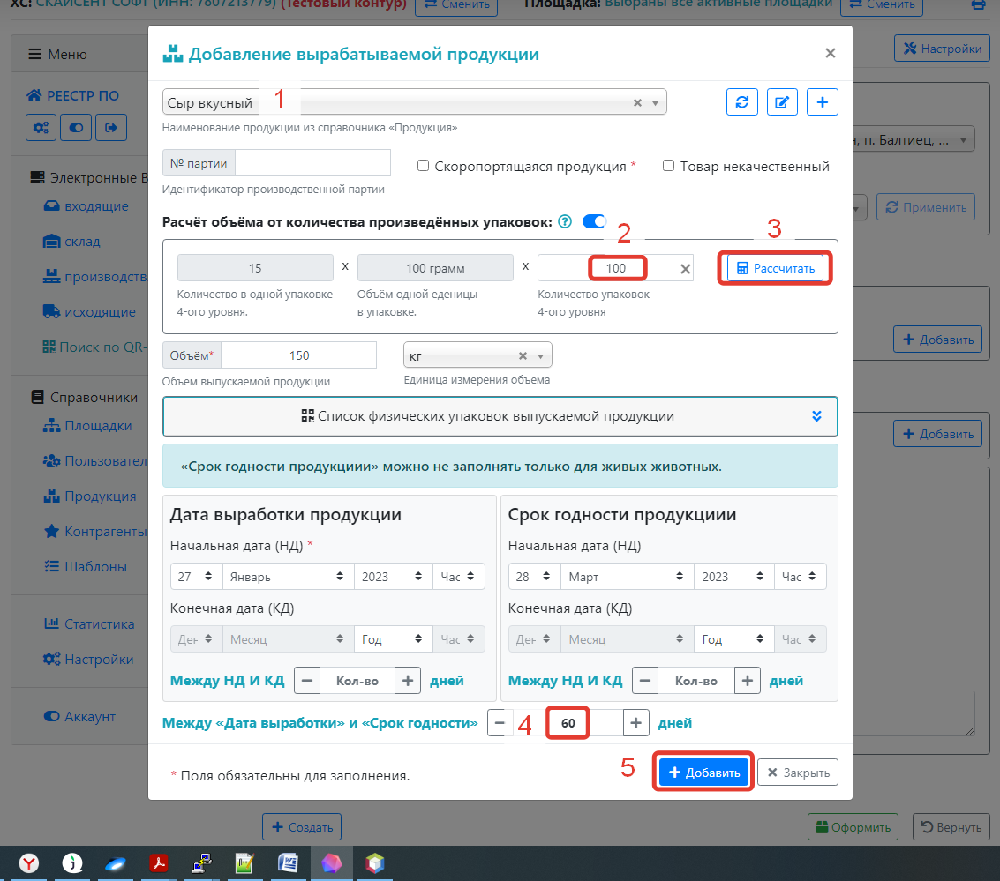 ХС: СКАЙСЕНТ СОФТ (ИНН: 7807213779) (Тестовый контур) Сменить Площадка: Выбраны все активные площадки Сменить
Меню
Настройки
РЕЕСТР ПО
Электронные В
входящие
склад
производств
исходящие
Поиск по QR-
Справочники
Площадки
Пользовател
Продукция
Контрагенты
Шаблоны
Статистика
Настройки
Аккаунт
Добавление вырабатываемой продукции ×
Сыр вкусный 1 ×
Наименование продукции из справочника «Продукция»
№ партии Скоропортящаяся продукция * Товар некачественный
Идентификатор производственной партии
Расчёт объёма от количества произведённых упаковок: ?
2 3
15 x 100 грамм x 100 × Рассчитать
Количество в одной упаковке
4-ого уровня.
Объём одной еденицы
в упаковке.
Количество упаковок
4-ого уровня
Объём* 150 кг ×
Объем выпускаемой продукции Единица измерения объема
Список физических упаковок выпускаемой продукции
«Срок годности продукциии» можно не заполнять только для живых животных.
Дата выработки продукции
Начальная дата (НД) *
27 Январь 2023 Час
Конечная дата (КД)
Ден Месяц Год Час
Между НД И КД − Кол-во + дней
Срок годности продукциии
Начальная дата (НД)
28 Март 2023 Час
Конечная дата (КД)
Ден Месяц Год Час
Между НД И КД − Кол-во + дней
Между «Дата выработки» и «Срок годности» − 4 60 + дней
* Поля обязательны для заполнения. 5 + Добавить × Закрыть
н, п. Балтиец, ...
Применить
+ Добавить
+ Добавить
+ Создать Оформить Вернуть